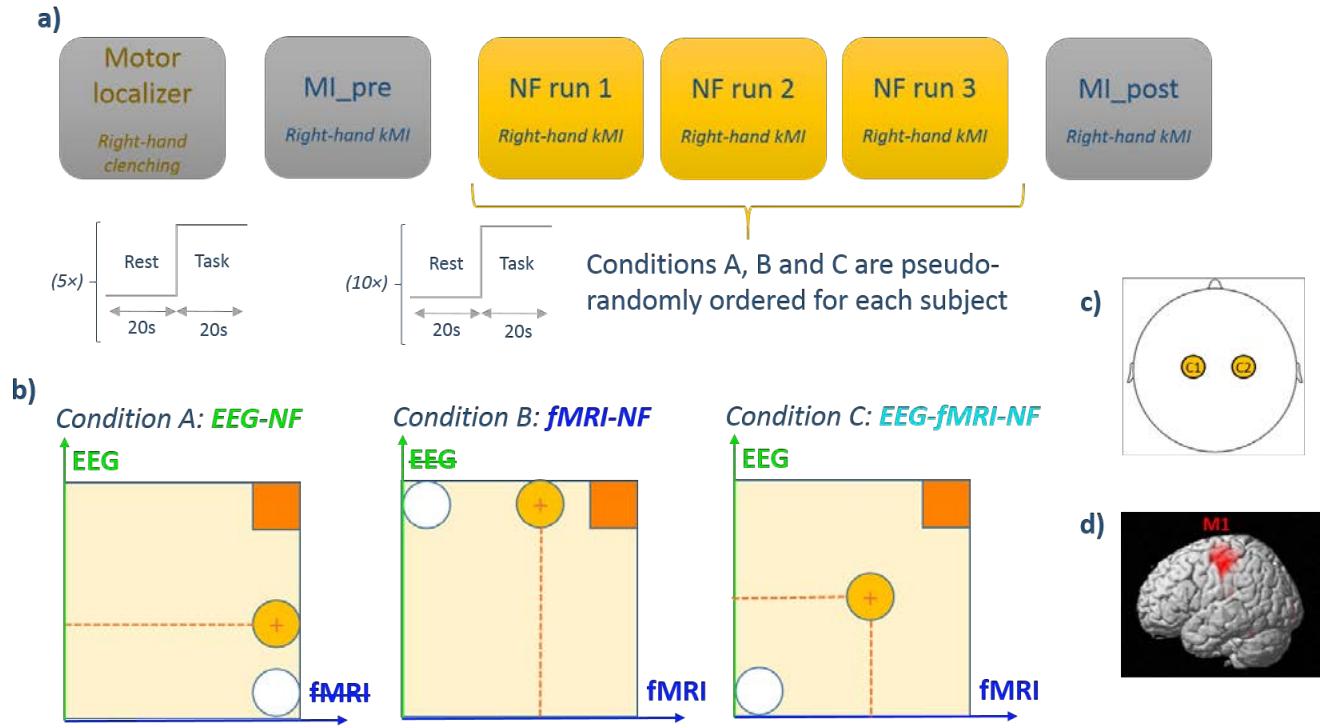 a)
Motor
localizer
Right-hand
clenching
MI_pre
Right-hand kMI
NF run 1
Right-hand kMI
NF run 2
Right-hand kMI
NF run 3
Right-hand kMI
MI_post
Right-hand kMI
(5×)
Rest
Task
20s
20s
(10×)
Rest
Task
20s
20s
Conditions A, B and C are pseudo-
randomly ordered for each subject
b)
Condition A: EEG-NF
EEG
fMRI
Condition B: fMRI-NF
EEG
fMRI
Condition C: EEG-fMRI-NF
EEG
fMRI
c)
C1
C2
d)
M1